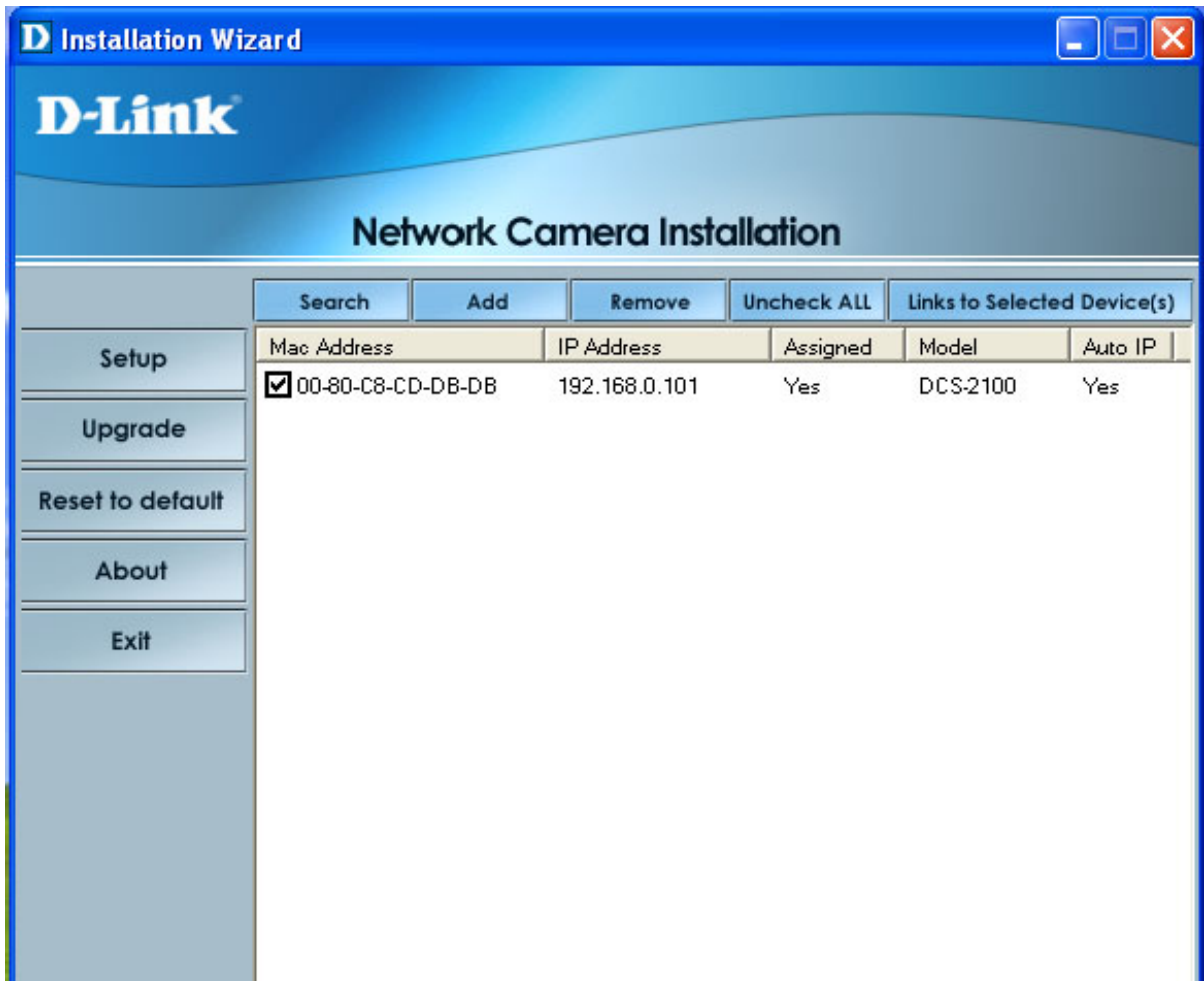 D Installation Wizard
D-Link
Network Camera Installation
Search Add Remove Uncheck ALL Links to Selected Device(s)
Setup
Upgrade
Reset to default
About
Exit
Mac Address IP Address Assigned Model Auto IP
00-80-C8-CD-DB-DB 192.168.0.101 Yes DCS-2100 Yes